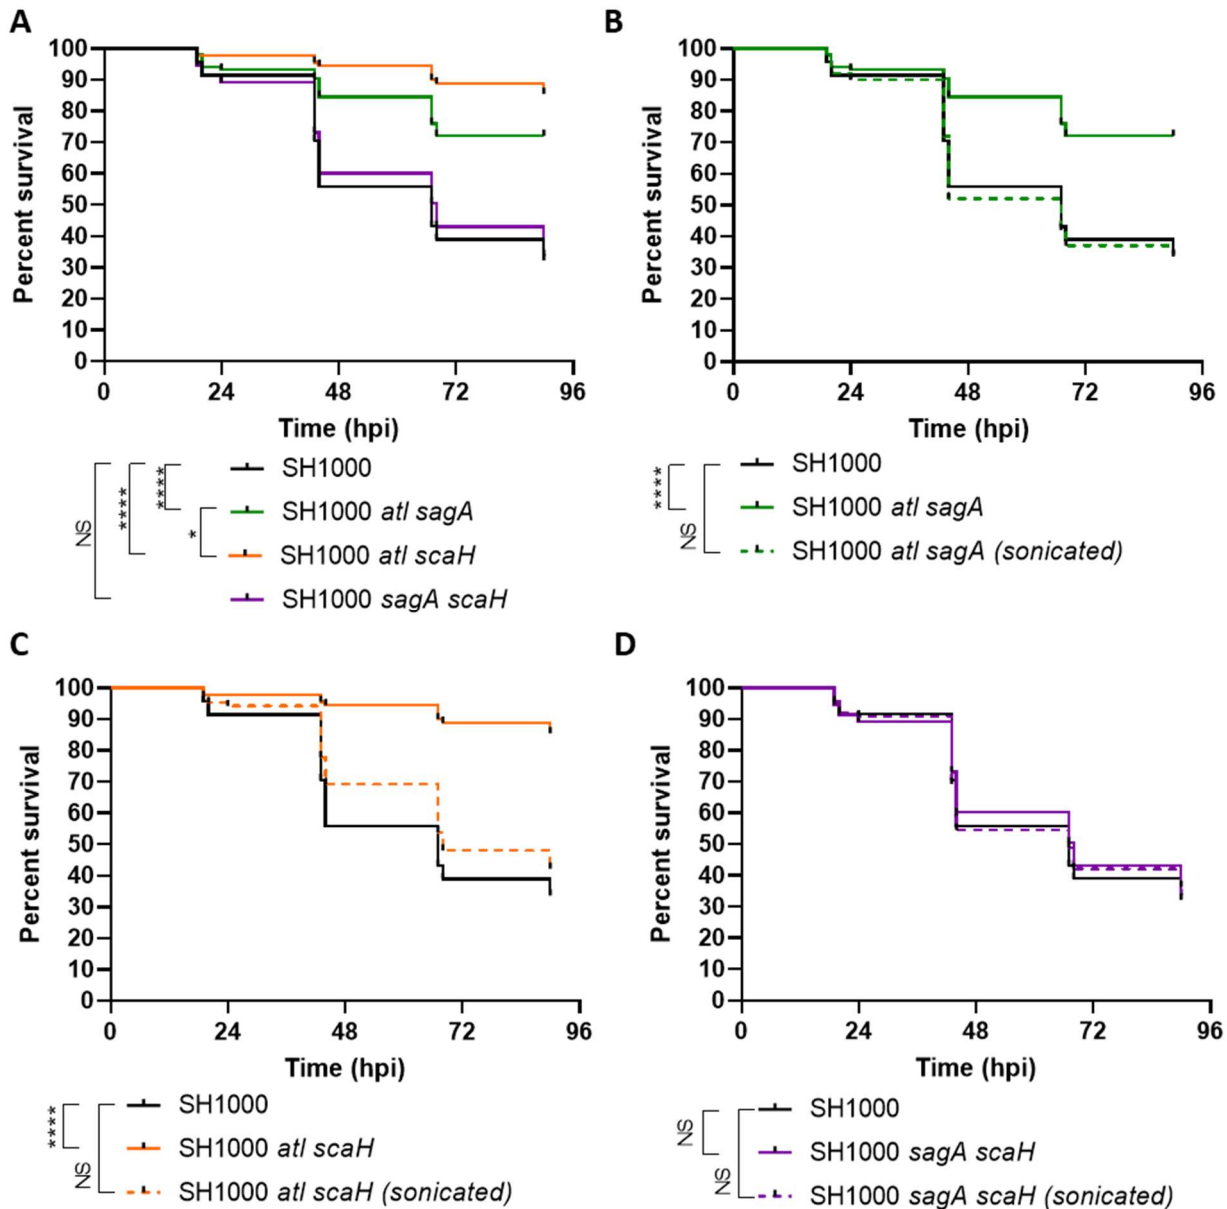 A
100
90
80
70
60
50
40
30
20
10
0
Percent survival
0 24 48 72 96
Time (hpi)
NS
****
****
*
SH1000
SH1000 atl sagA
SH1000 atl scaH
SH1000 sagA scaH
B
100
90
80
70
60
50
40
30
20
10
0
Percent survival
0 24 48 72 96
Time (hpi)
****
NS
SH1000
SH1000 atl sagA
SH1000 atl sagA (sonicated)
C
100
90
80
70
60
50
40
30
20
10
0
Percent survival
0 24 48 72 96
Time (hpi)
****
NS
SH1000
SH1000 atl scaH
SH1000 atl scaH (sonicated)
D
100
90
80
70
60
50
40
30
20
10
0
Percent survival
0 24 48 72 96
Time (hpi)
NS
NS
SH1000
SH1000 sagA scaH
SH1000 sagA scaH (sonicated)